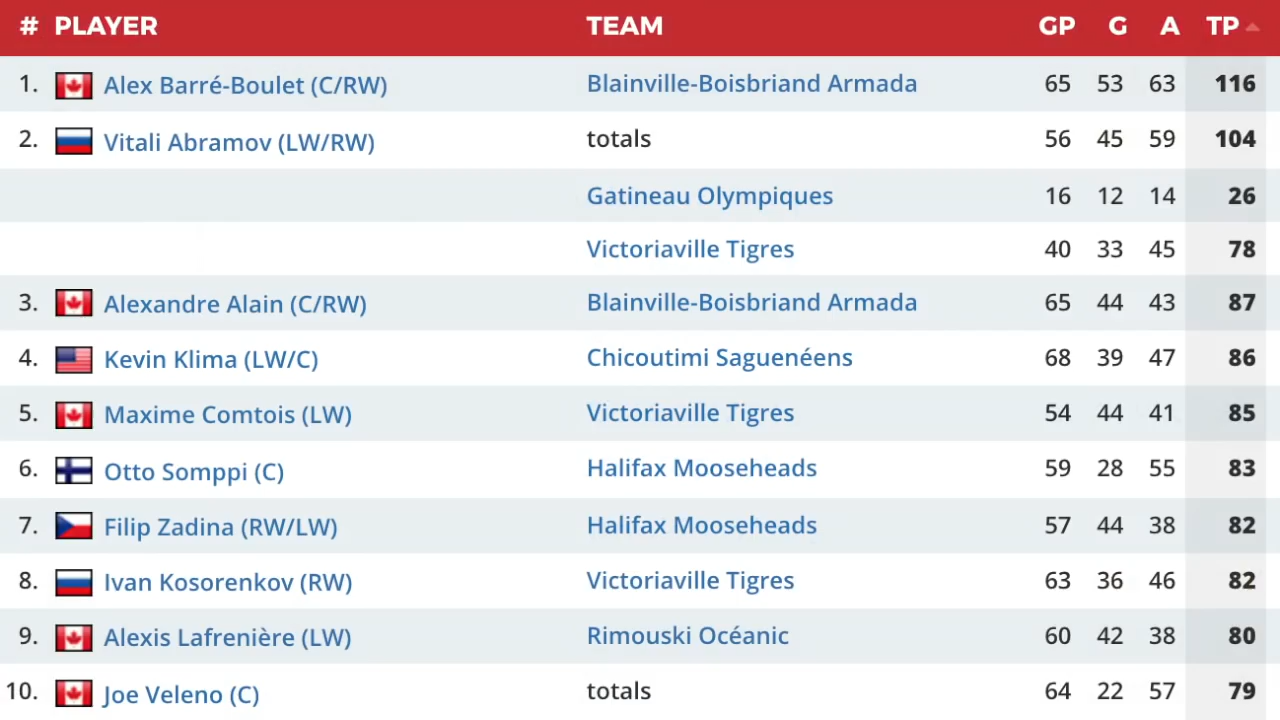 # PLAYER TEAM GP G A TP
1. Alex Barré-Boulet (C/RW) Blainville-Boisbriand Armada 65 53 63 116
2. Vitali Abramov (LW/RW) totals 56 45 59 104
Gatineau Olympiques 16 12 14 26
Victoriaville Tigres 40 33 45 78
3. Alexandre Alain (C/RW) Blainville-Boisbriand Armada 65 44 43 87
4. Kevin Klima (LW/C) Chicoutimi Saguenéens 68 39 47 86
5. Maxime Comtois (LW) Victoriaville Tigres 54 44 41 85
6. Otto Somppi (C) Halifax Mooseheads 59 28 55 83
7. Filip Zadina (RW/LW) Halifax Mooseheads 57 44 38 82
8. Ivan Kosorenkov (RW) Victoriaville Tigres 63 36 46 82
9. Alexis Lafrenière (LW) Rimouski Océanic 60 42 38 80
10. Joe Veleno (C) totals 64 22 57 79